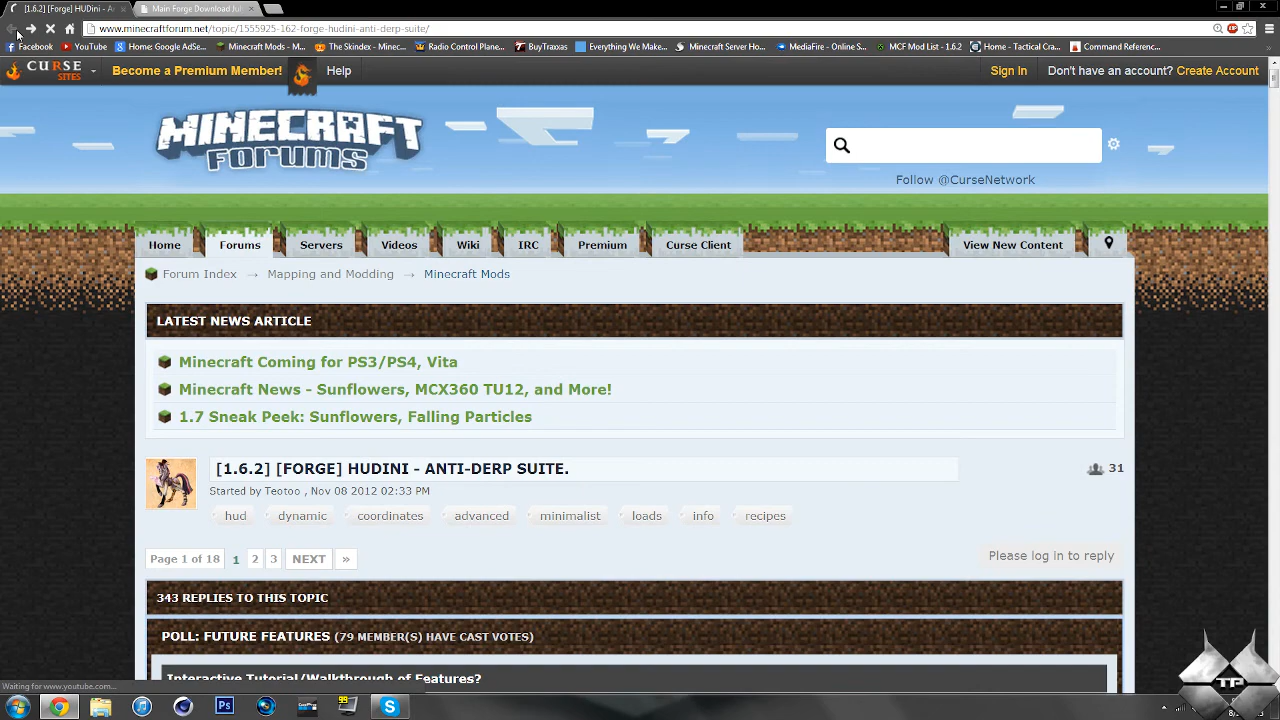 [1.6.2] [Forge] HUDini - A
Main Forge Download
www.minecraftforum.net/topic/1555925-162-forge-hudini-anti-derp-suite/
Facebook YouTube Home: Google AdSe... Minecraft Mods - M... The Skindex - Minec... Radio Control Plane... BuyTraxxas Everything We Make... Minecraft Server Ho... MediaFire - Online S... MCF Mod List - 1.6.2 Home - Tactical Cra... Command Referenc...
CURSE SITES Become a Premium Member! Help Sign In Don't have an account? Create Account
MINECRAFT
FORUMS
Follow @CurseNetwork
Home Forums Servers Videos Wiki IRC Premium Curse Client View New Content
Forum Index → Mapping and Modding → Minecraft Mods
LATEST NEWS ARTICLE
Minecraft Coming for PS3/PS4, Vita
Minecraft News - Sunflowers, MCX360 TU12, and More!
1.7 Sneak Peek: Sunflowers, Falling Particles
[1.6.2] [FORGE] HUDINI - ANTI-DERP SUITE.
31
Started by Teotoo , Nov 08 2012 02:33 PM
hud dynamic coordinates advanced minimalist loads info recipes
Page 1 of 18 1 2 3 NEXT »
Please log in to reply
343 REPLIES TO THIS TOPIC
POLL: FUTURE FEATURES (79 MEMBER(S) HAVE CAST VOTES)
Interactive Tutorial/Walkthrough of Features?
Waiting for www.youtube.com...
TP